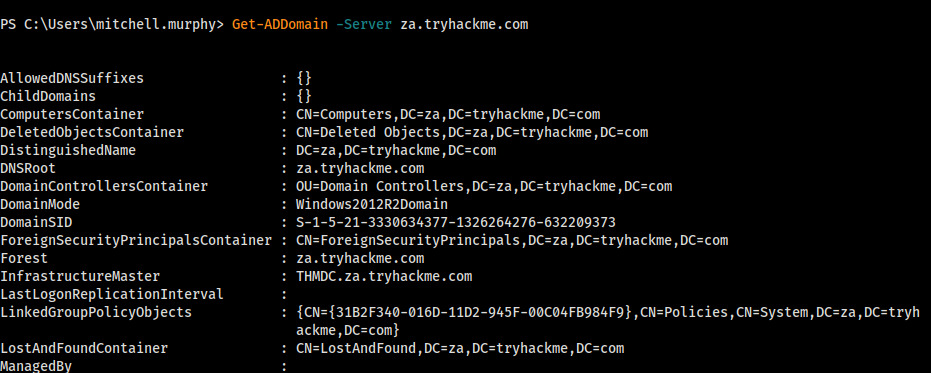 PS C:\Users\mitchell.murphy> Get-ADDomain -Server za.tryhackme.com
AllowedDNSSuffixes : {}
ChildDomains : {}
ComputersContainer : CN=Computers,DC=za,DC=tryhackme,DC=com
DeletedObjectsContainer : CN=Deleted Objects,DC=za,DC=tryhackme,DC=com
DistinguishedName : DC=za,DC=tryhackme,DC=com
DNSRoot : za.tryhackme.com
DomainControllersContainer : OU=Domain Controllers,DC=za,DC=tryhackme,DC=com
DomainMode : Windows2012R2Domain
DomainSID : S-1-5-21-3330634377-1326264276-632209373
ForeignSecurityPrincipalsContainer : CN=ForeignSecurityPrincipals,DC=za,DC=tryhackme,DC=com
Forest : za.tryhackme.com
InfrastructureMaster : THMDC.za.tryhackme.com
LastLogonReplicationInterval :
LinkedGroupPolicyObjects : {CN={31B2F340-016D-11D2-945F-00C04FB984F9},CN=Policies,CN=System,DC=za,DC=tryh
ackme,DC=com}
LostAndFoundContainer : CN=LostAndFound,DC=za,DC=tryhackme,DC=com
ManagedBy :